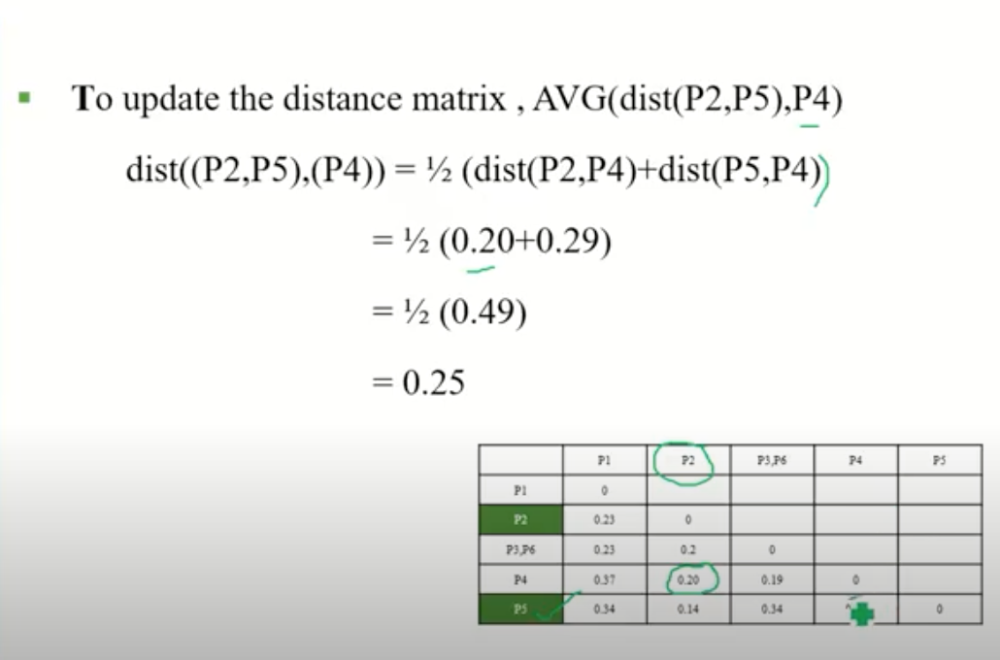 To update the distance matrix , AVG(dist(P2,P5),P4)
dist((P2,P5),(P4)) = ½ (dist(P2,P4)+dist(P5,P4))
= ½ (0.20+0.29)
= ½ (0.49)
= 0.25
P1 P2 P3,P6 P4 P5
P1 0
P2 0.23 0
P3,P6 0.23 0.2 0
P4 0.37 0.20 0.19 0
P5 0.34 0.14 0.34 0